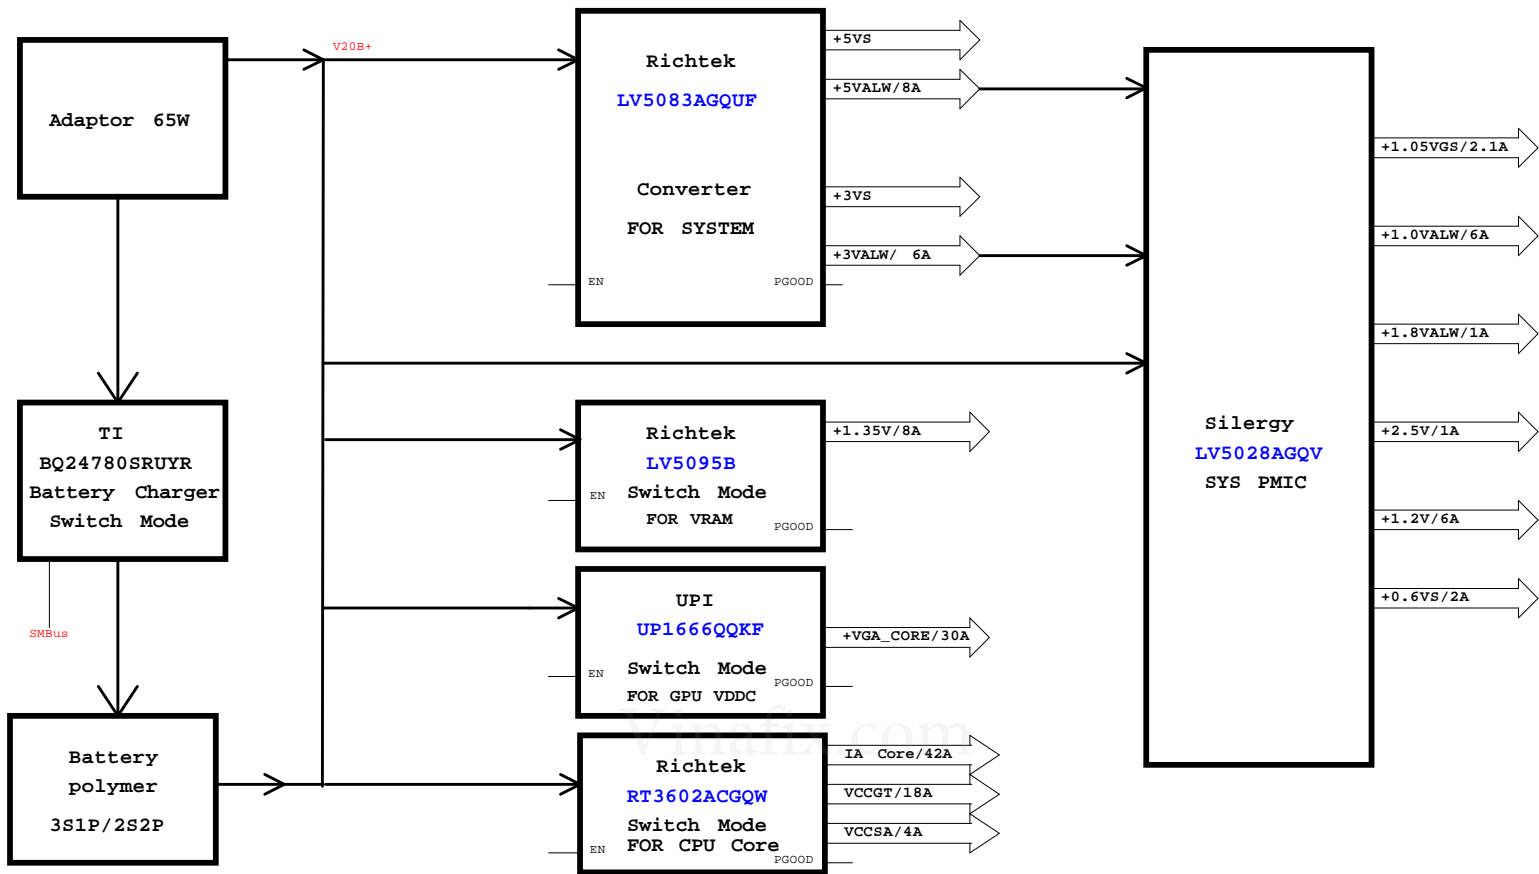 Adaptor 65W
V20B+
Richtek
LV5083AGQUF
Converter
FOR SYSTEM
EN
PGOOD
+5VS
+5VALW/8A
+3VS
+3VALW/ 6A
TI
BQ24780SRUYR
Battery Charger
Switch Mode
SMBus
Richtek
LV5095B
Switch Mode
FOR VRAM
EN
PGOOD
+1.35V/8A
UPI
UP1666QQKF
Switch Mode
FOR GPU VDDC
EN
PGOOD
+VGA_CORE/30A
Battery
polymer
3S1P/2S2P
Richtek
RT3602ACGQW
Switch Mode
FOR CPU Core
EN
PGOOD
IA Core/42A
VCCGT/18A
VCCSA/4A
Silergy
LV5028AGQV
SYS PMIC
+1.05VGS/2.1A
+1.0VALW/6A
+1.8VALW/1A
+2.5V/1A
+1.2V/6A
+0.6VS/2A
Vinafix.com